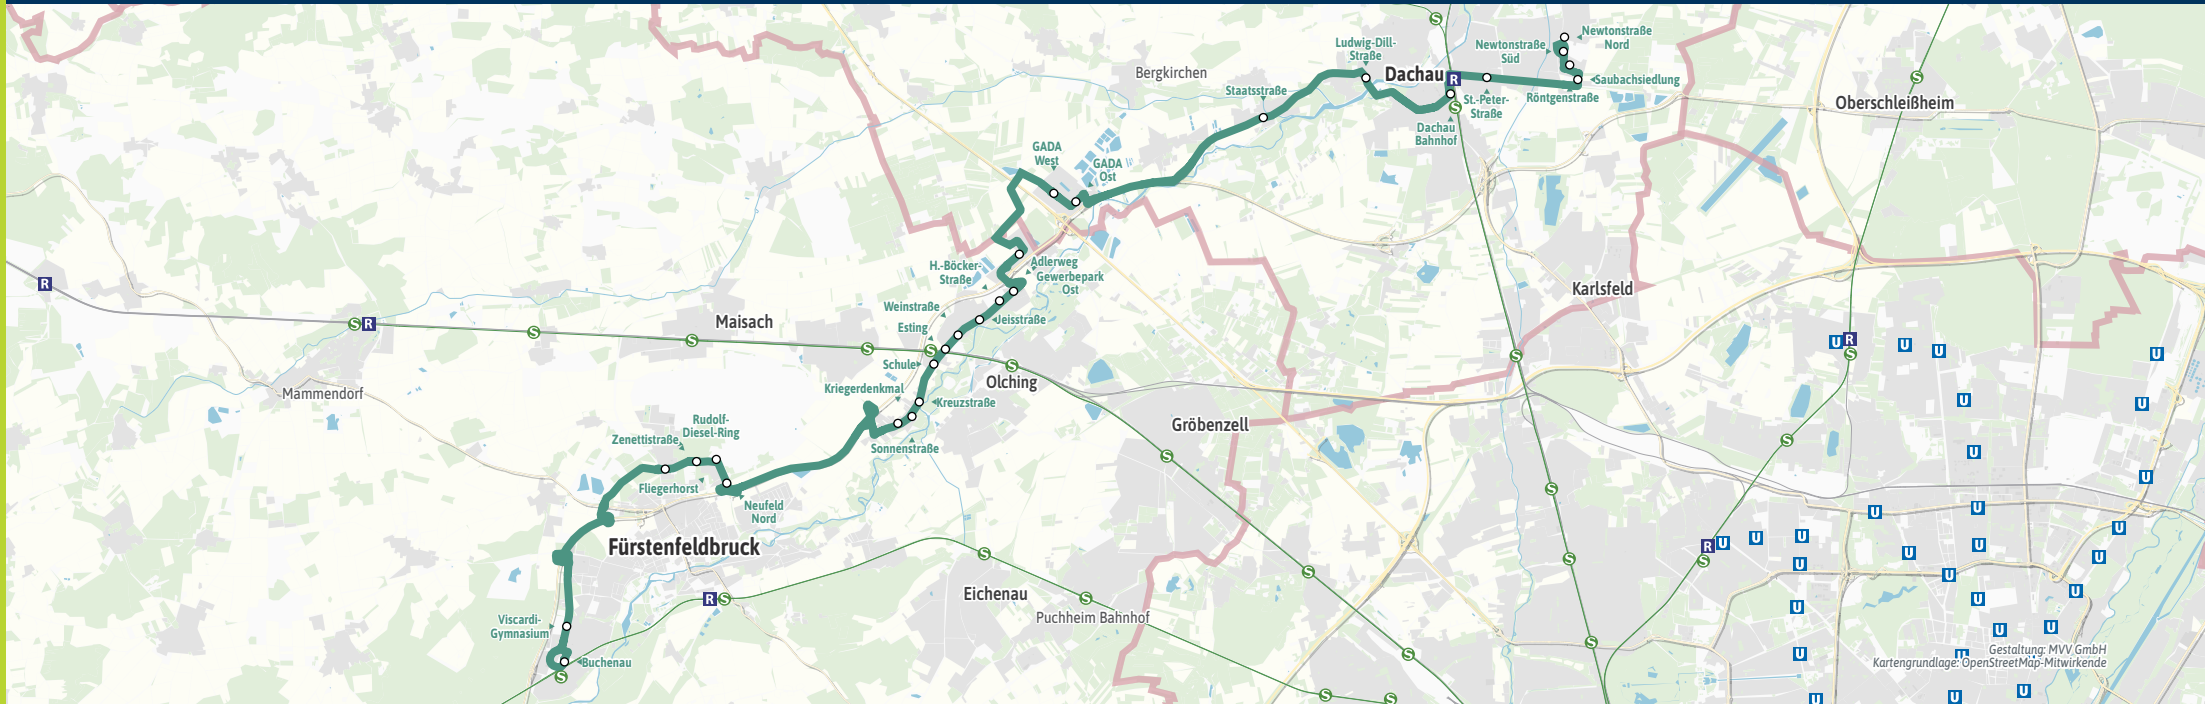 Newtonstraße
Nord
Ludwig-Dill-
Straße
Newtonstraße
Süd
Bergkirchen
Dachau
R
Saubachsiedlung
Staatsstraße
St.-Peter-
Straße
Röntgenstraße
Oberschleißheim
Dachau
Bahnhof
GADA
West
GADA
Ost
H.-Böcker-
Straße
Adlerweg
Gewerbepark
Ost
Karlsfeld
Weinstraße
Jeisstraße
Maisach
Esting
Schule
Olching
Mammendorf
Kriegerdenkmal
Kreuzstraße
Gröbenzell
Rudolf-
Diesel-Ring
Zenettistraße
Sonnenstraße
Fliegerhorst
Neufeld
Nord
Fürstenfeldbruck
Eichenau
Puchheim Bahnhof
Viscardi-
Gymnasium
Buchenau
Gestaltung: MVV GmbH
Kartengrundlage: OpenStreetMap-Mitwirkende